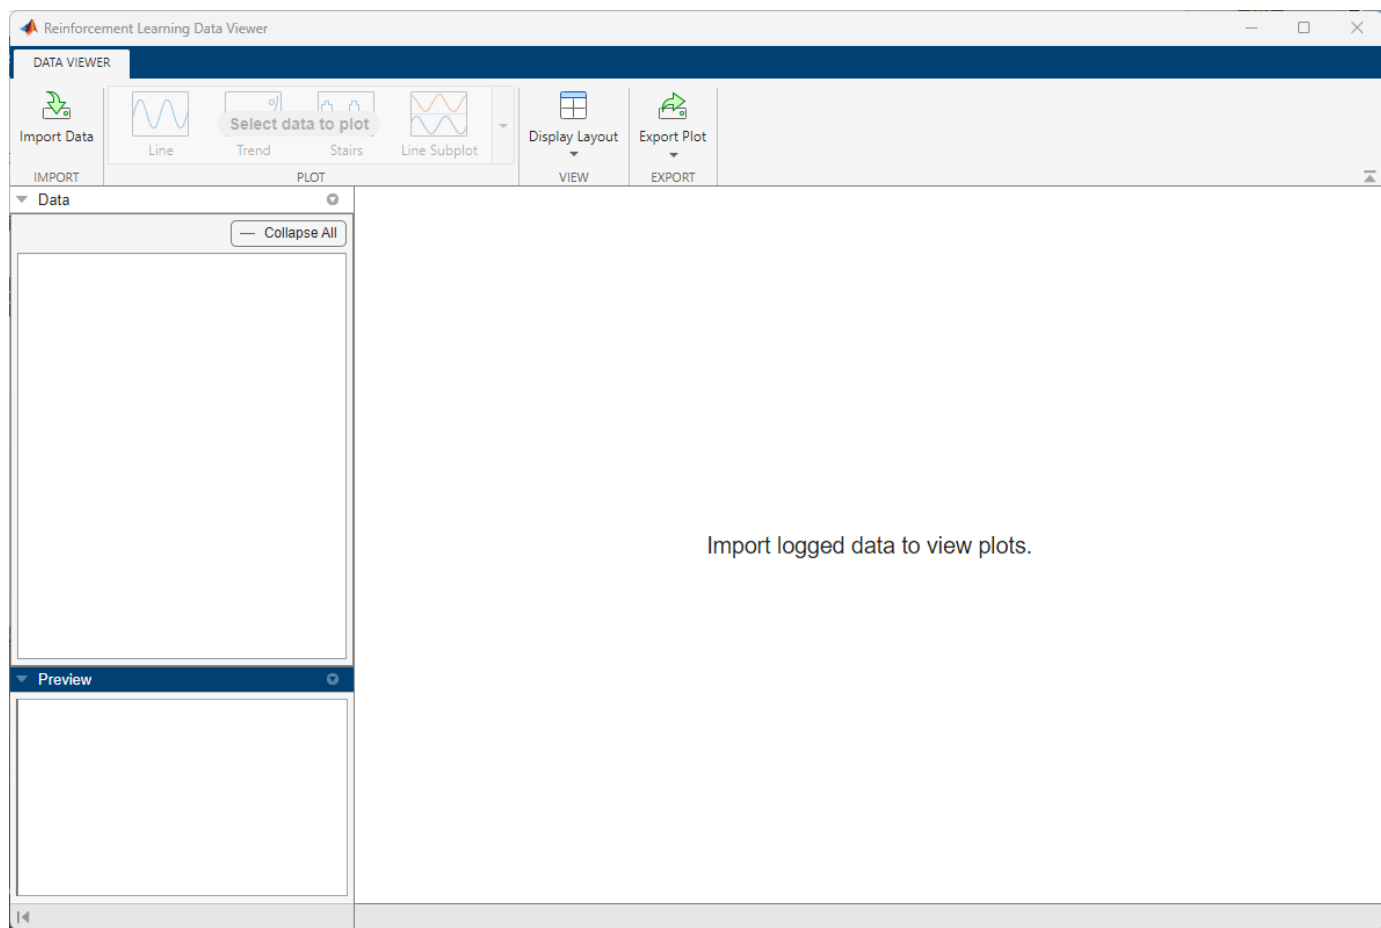 Reinforcement Learning Data Viewer
DATA VIEWER
Select data to plot
Import Data
Line
Trend
Stairs
Line Subplot
Display Layout
Export Plot
IMPORT
PLOT
VIEW
EXPORT
Data
Collapse All
Import logged data to view plots.
Preview